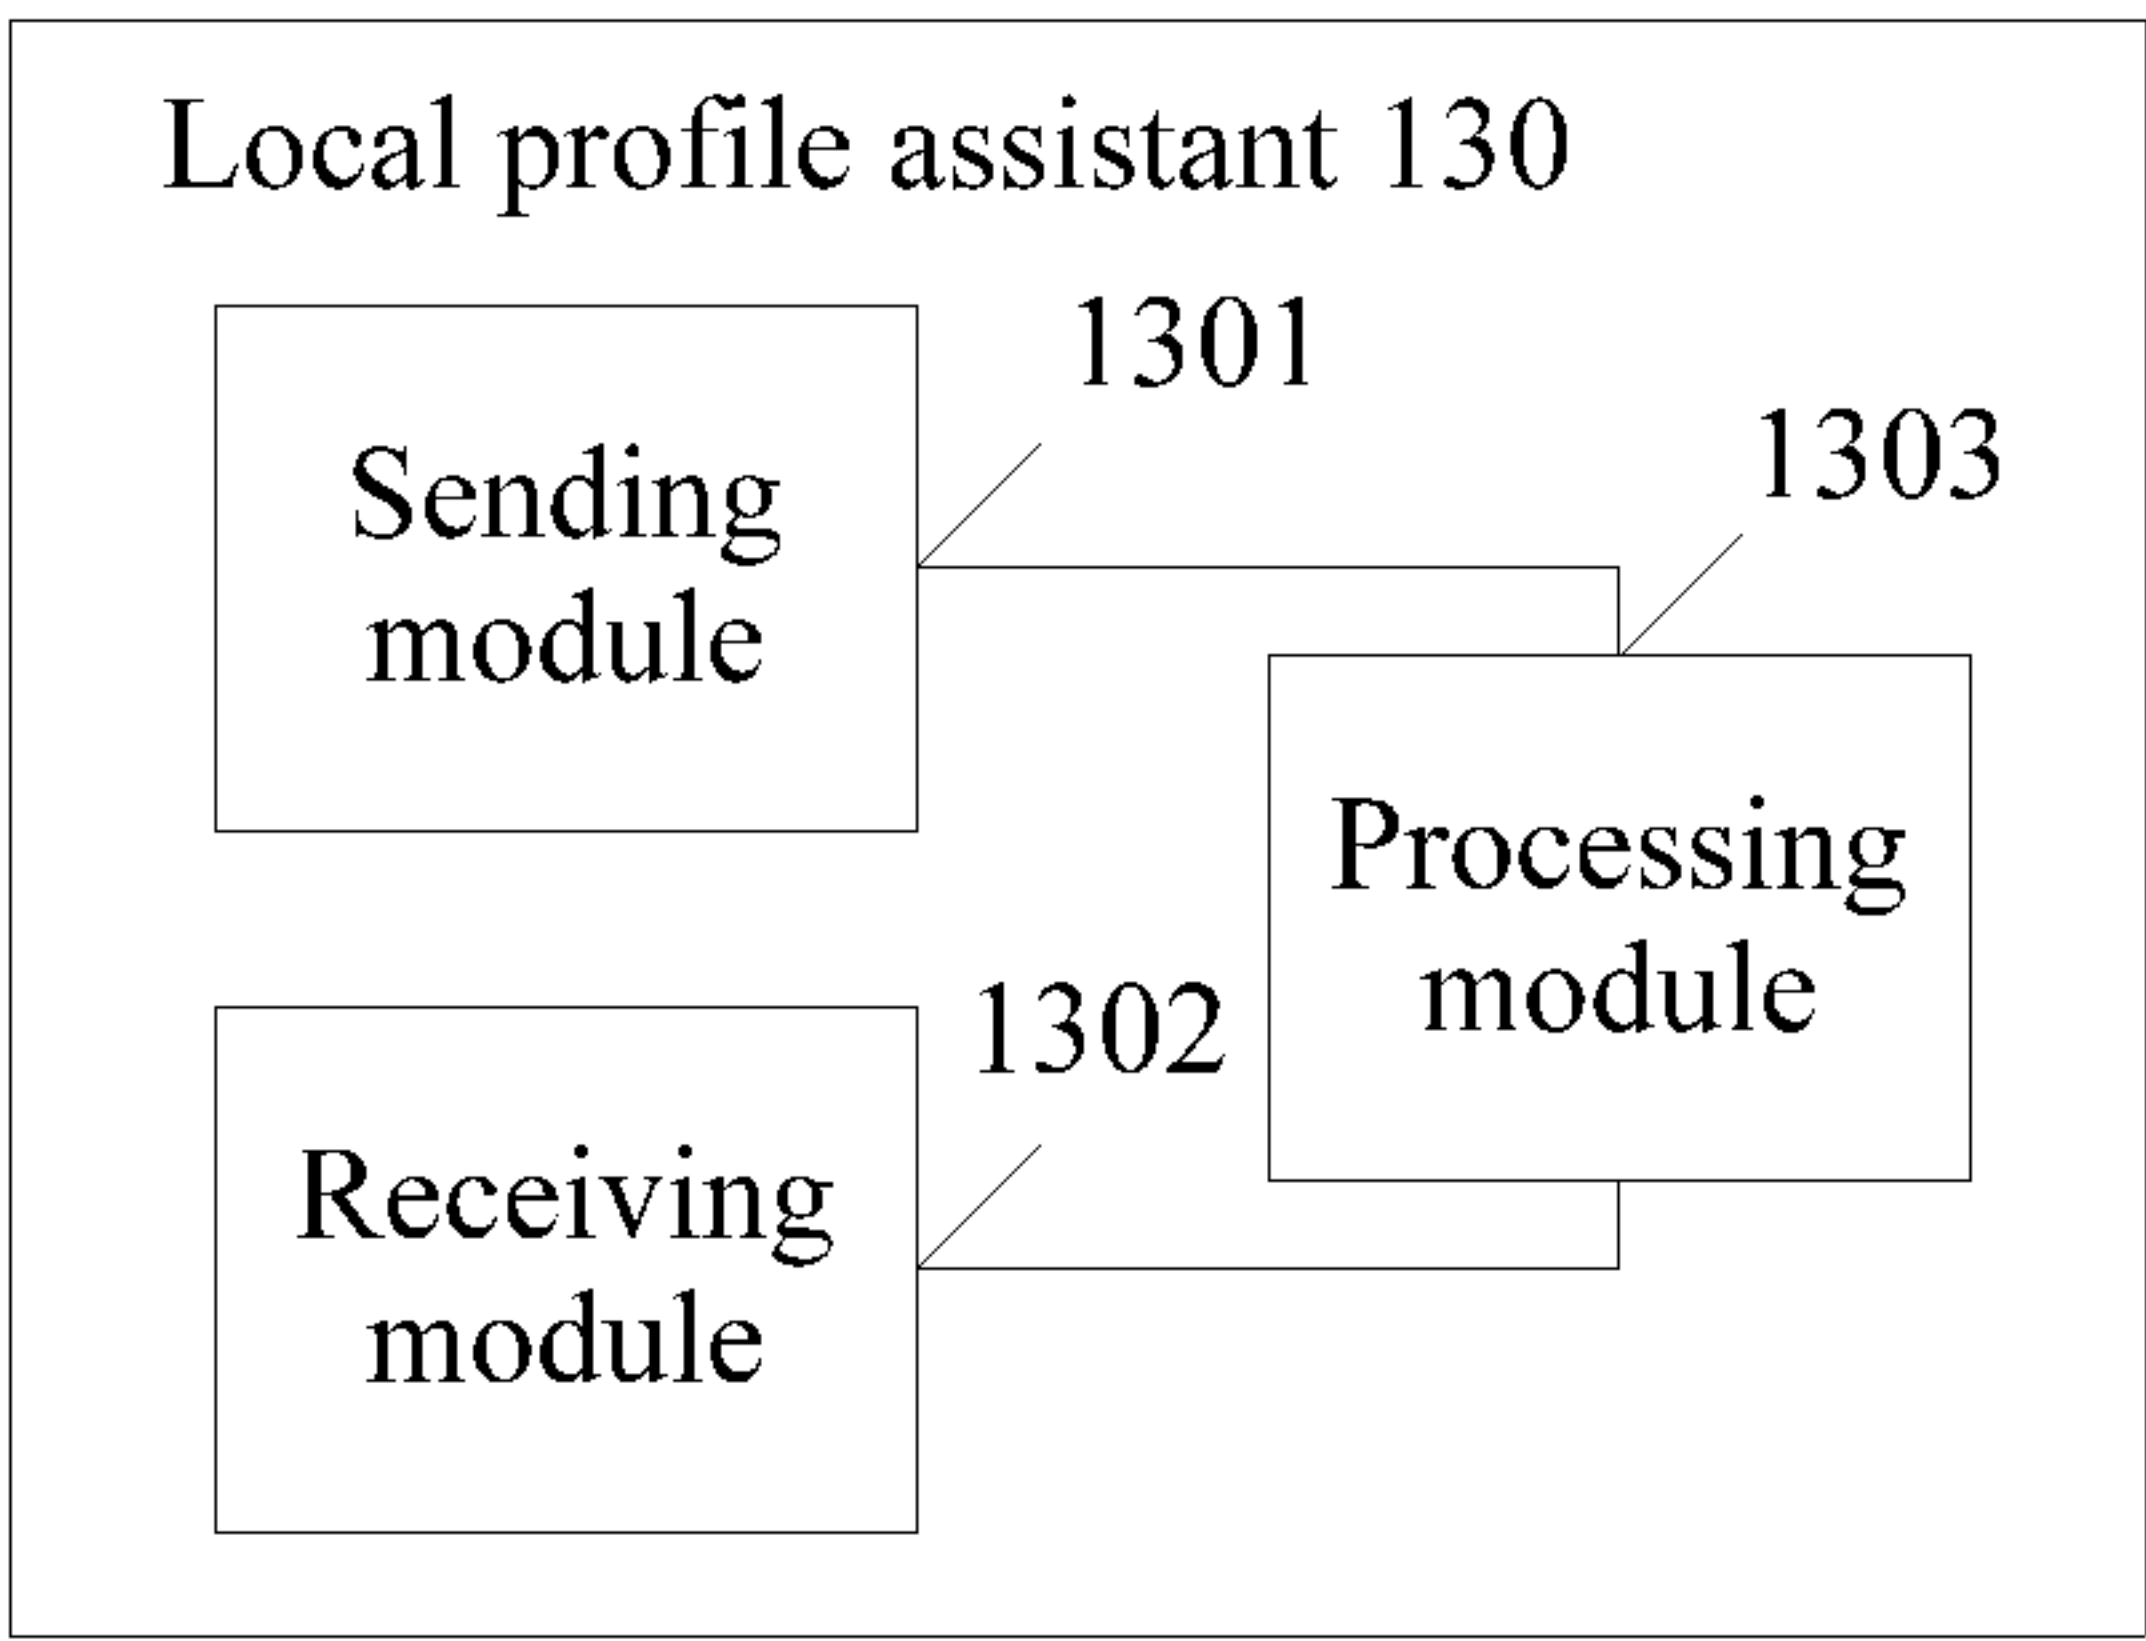 Local profile assistant 130
1301
Sending
module
1303
Processing
module
1302
Receiving
module